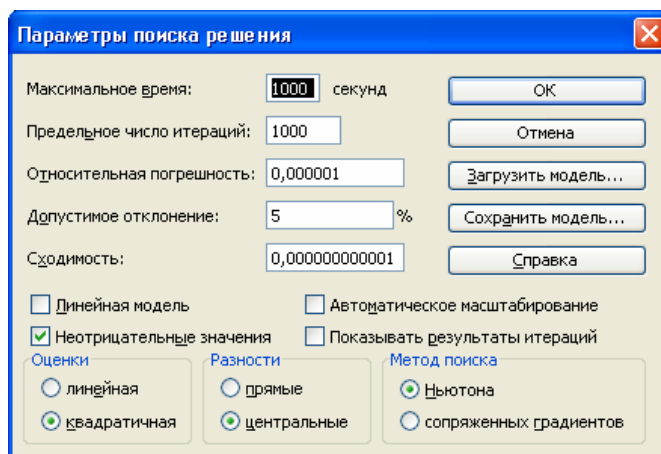 Параметры поиска решения
Максимальное время: 1000 секунд OK
Предельное число итераций: 1000 Отмена
Относительная погрешность: 0,000001 Загрузить модель...
Допустимое отклонение: 5 % Сохранить модель...
Сходимость: 0,000000000001 Справка
Линейная модель Автоматическое масштабирование
Неотрицательные значения Показывать результаты итераций
Оценки Разности Метод поиска
линейная прямые Ньютона
квадратичная центральные сопряженных градиентов